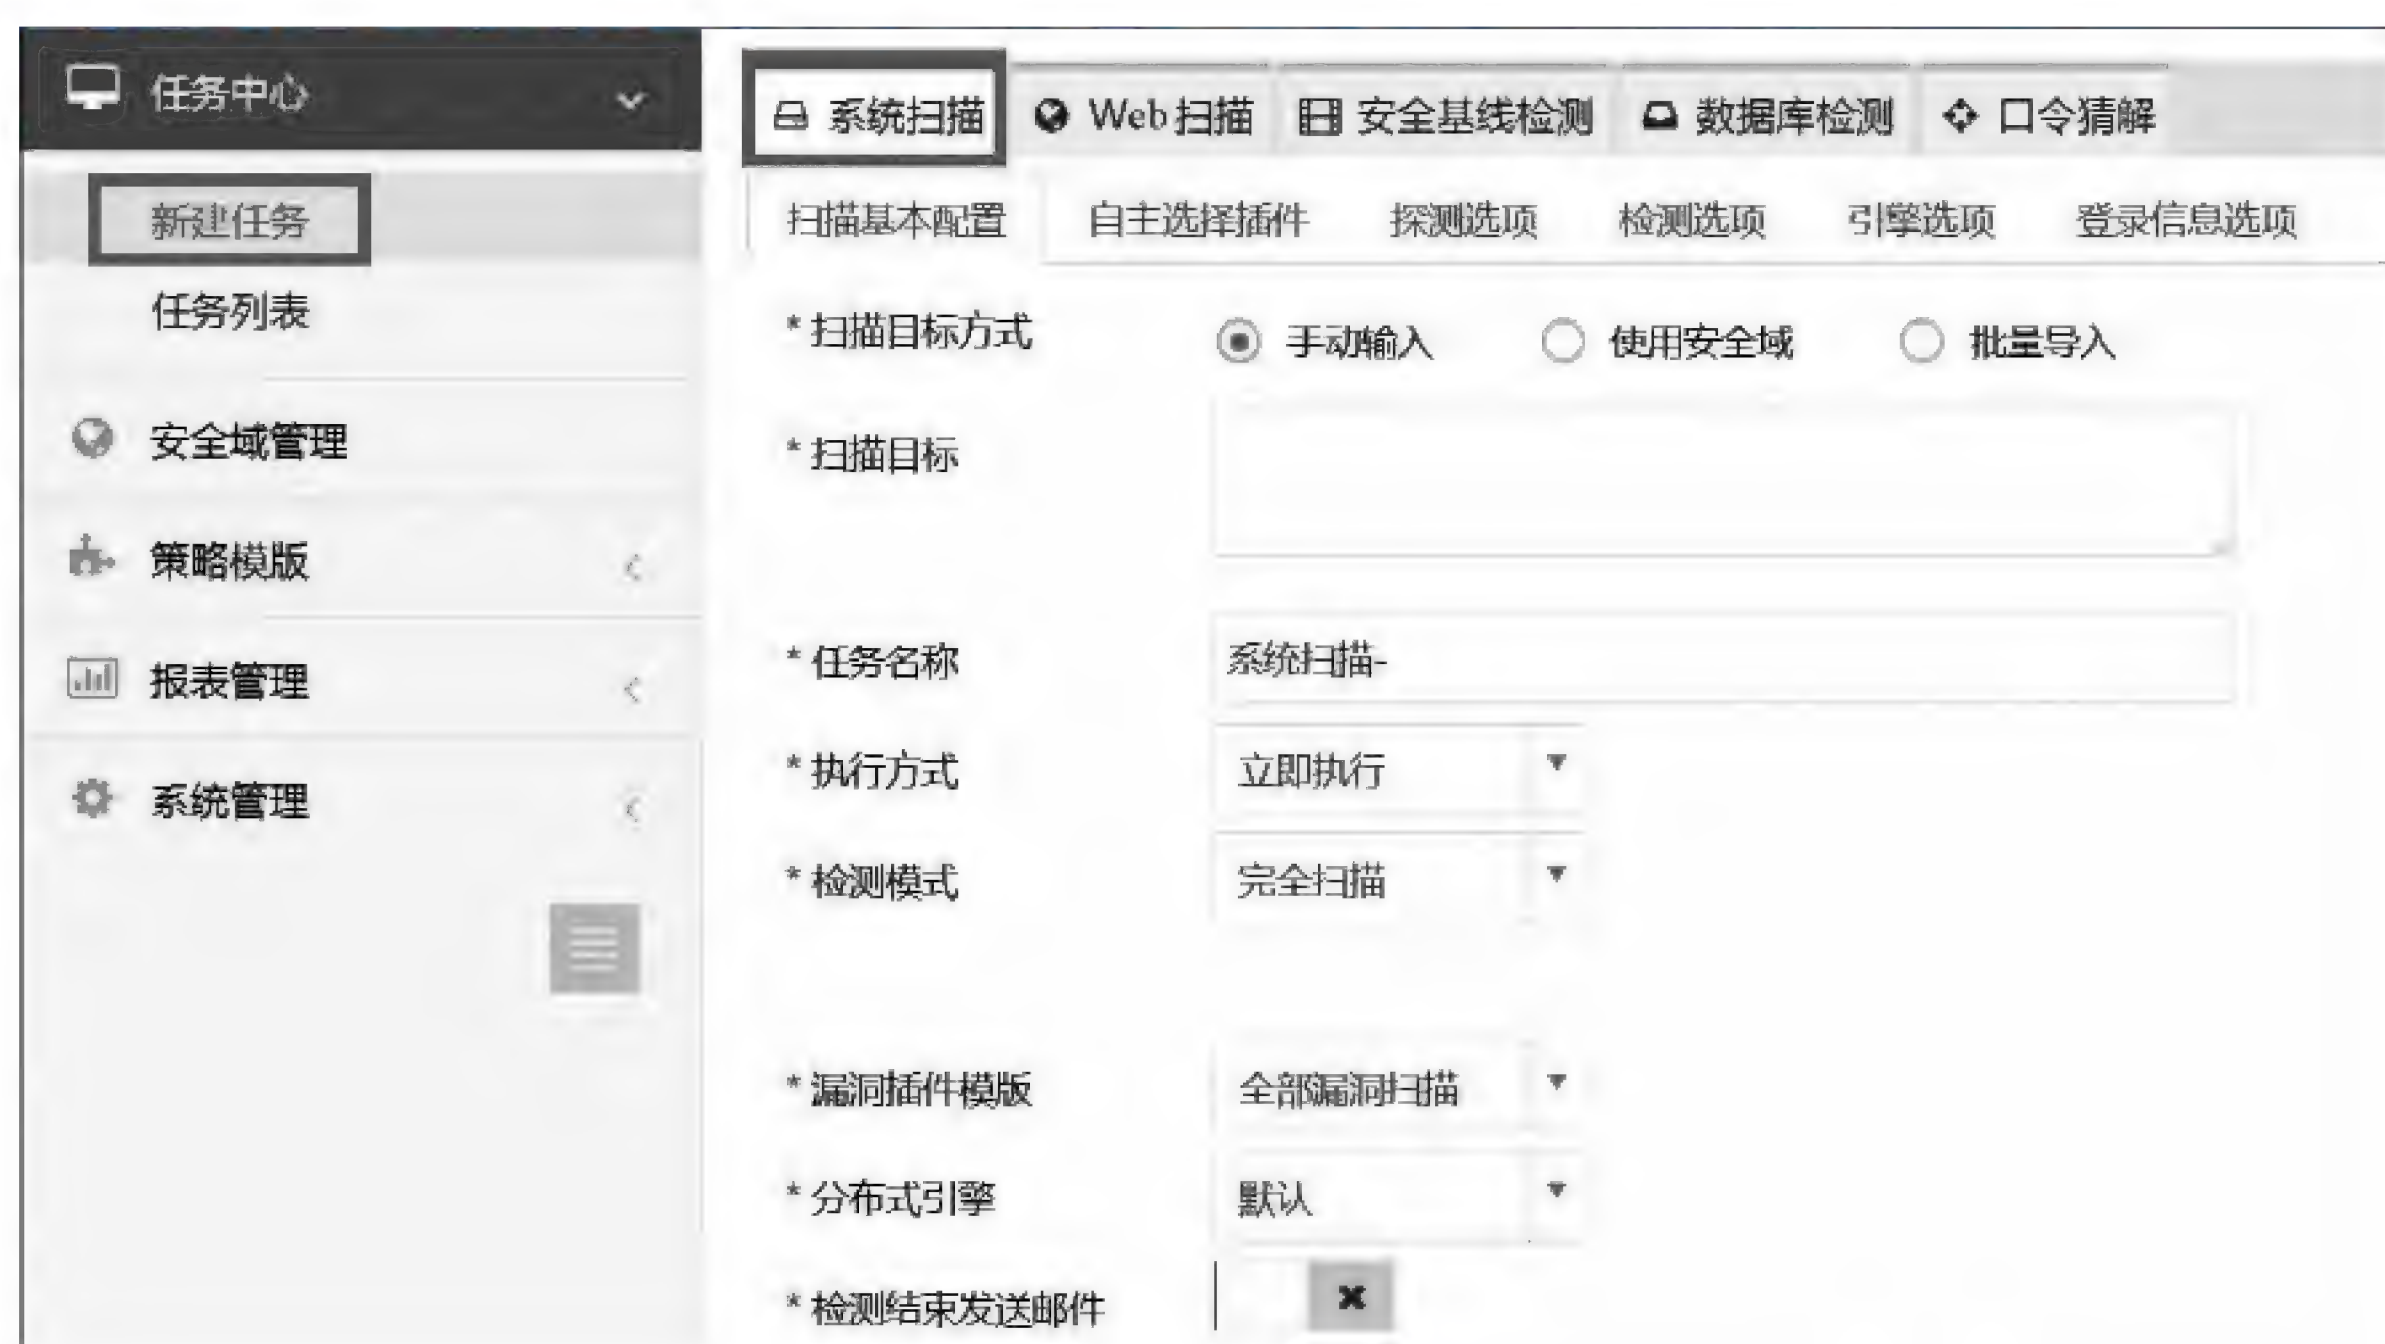 任务中心
新建任务
任务列表
安全域管理
策略模版
报表管理
系统管理
系统扫描 Web扫描 安全基线检测 数据库检测 口令猜解
扫描基本配置 自主选择插件 探测选项 检测选项 引擎选项 登录信息选项
*扫描目标方式 手动输入 使用安全域 批量导入
*扫描目标
*任务名称 系统扫描-
*执行方式 立即执行
*检测模式 完全扫描
*漏洞插件模版 全部漏洞扫描
*分布式引擎 默认
*检测结束发送邮件